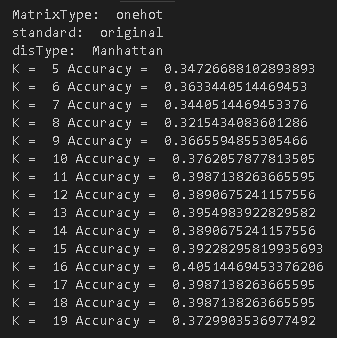 MatrixType:  onehot
standard:  original
disType:  Manhattan
K =  5 Accuracy =  0.34726688102893893
K =  6 Accuracy =  0.3633440514469453
K =  7 Accuracy =  0.3440514469453376
K =  8 Accuracy =  0.3215434083601286
K =  9 Accuracy =  0.3665594855305466
K =  10 Accuracy =  0.3762057877813505
K =  11 Accuracy =  0.3987138263665595
K =  12 Accuracy =  0.3890675241157556
K =  13 Accuracy =  0.3954983922829582
K =  14 Accuracy =  0.3890675241157556
K =  15 Accuracy =  0.39228295819935693
K =  16 Accuracy =  0.40514469453376206
K =  17 Accuracy =  0.3987138263665595
K =  18 Accuracy =  0.3987138263665595
K =  19 Accuracy =  0.3729903536977492